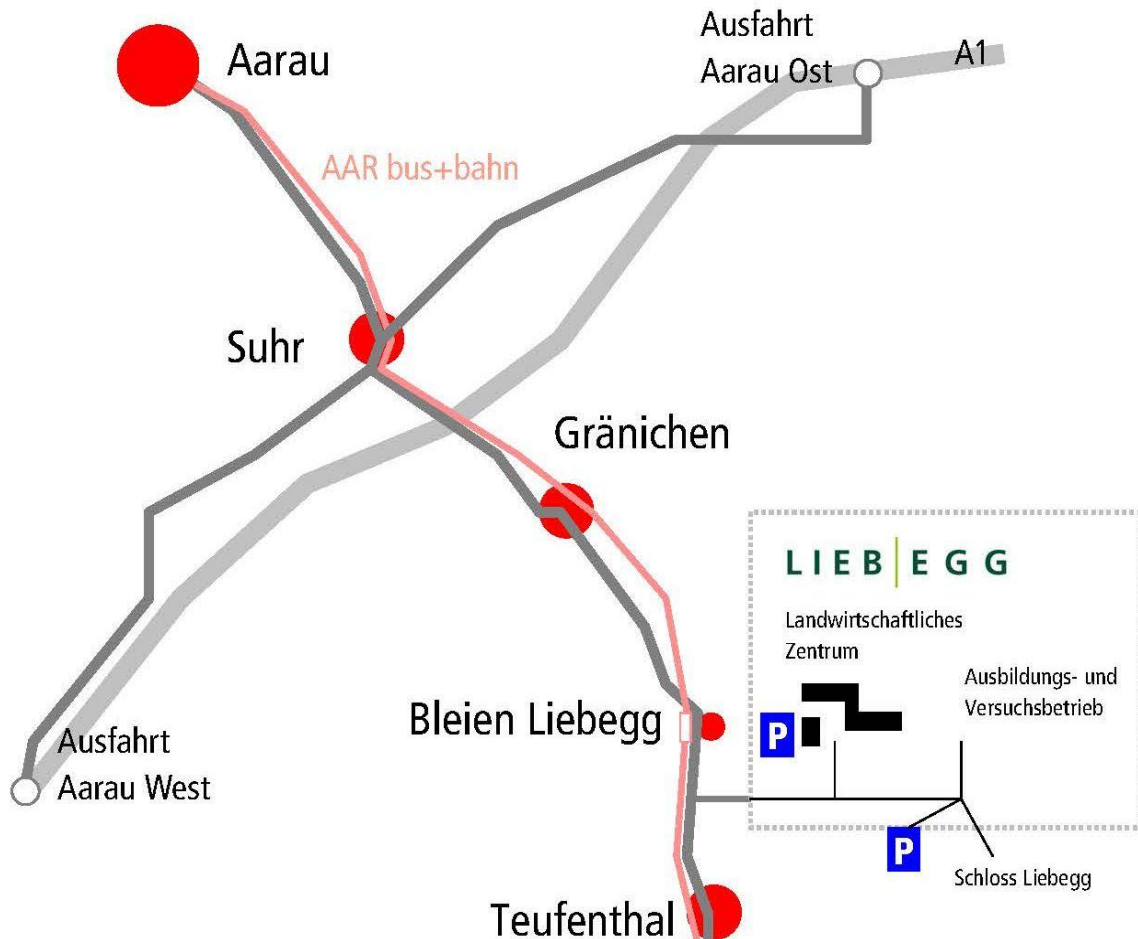 Ausfahrt
Aarau Ost
A1
Aarau
AAR bus+bahn
Suhr
Gränichen
LIEB|EGG
Landwirtschaftliches
Zentrum
Ausbildungs- und
Versuchsbetrieb
Bleien Liebegg
P
Ausfahrt
Aarau West
P
Schloss Liebegg
Teufenthal